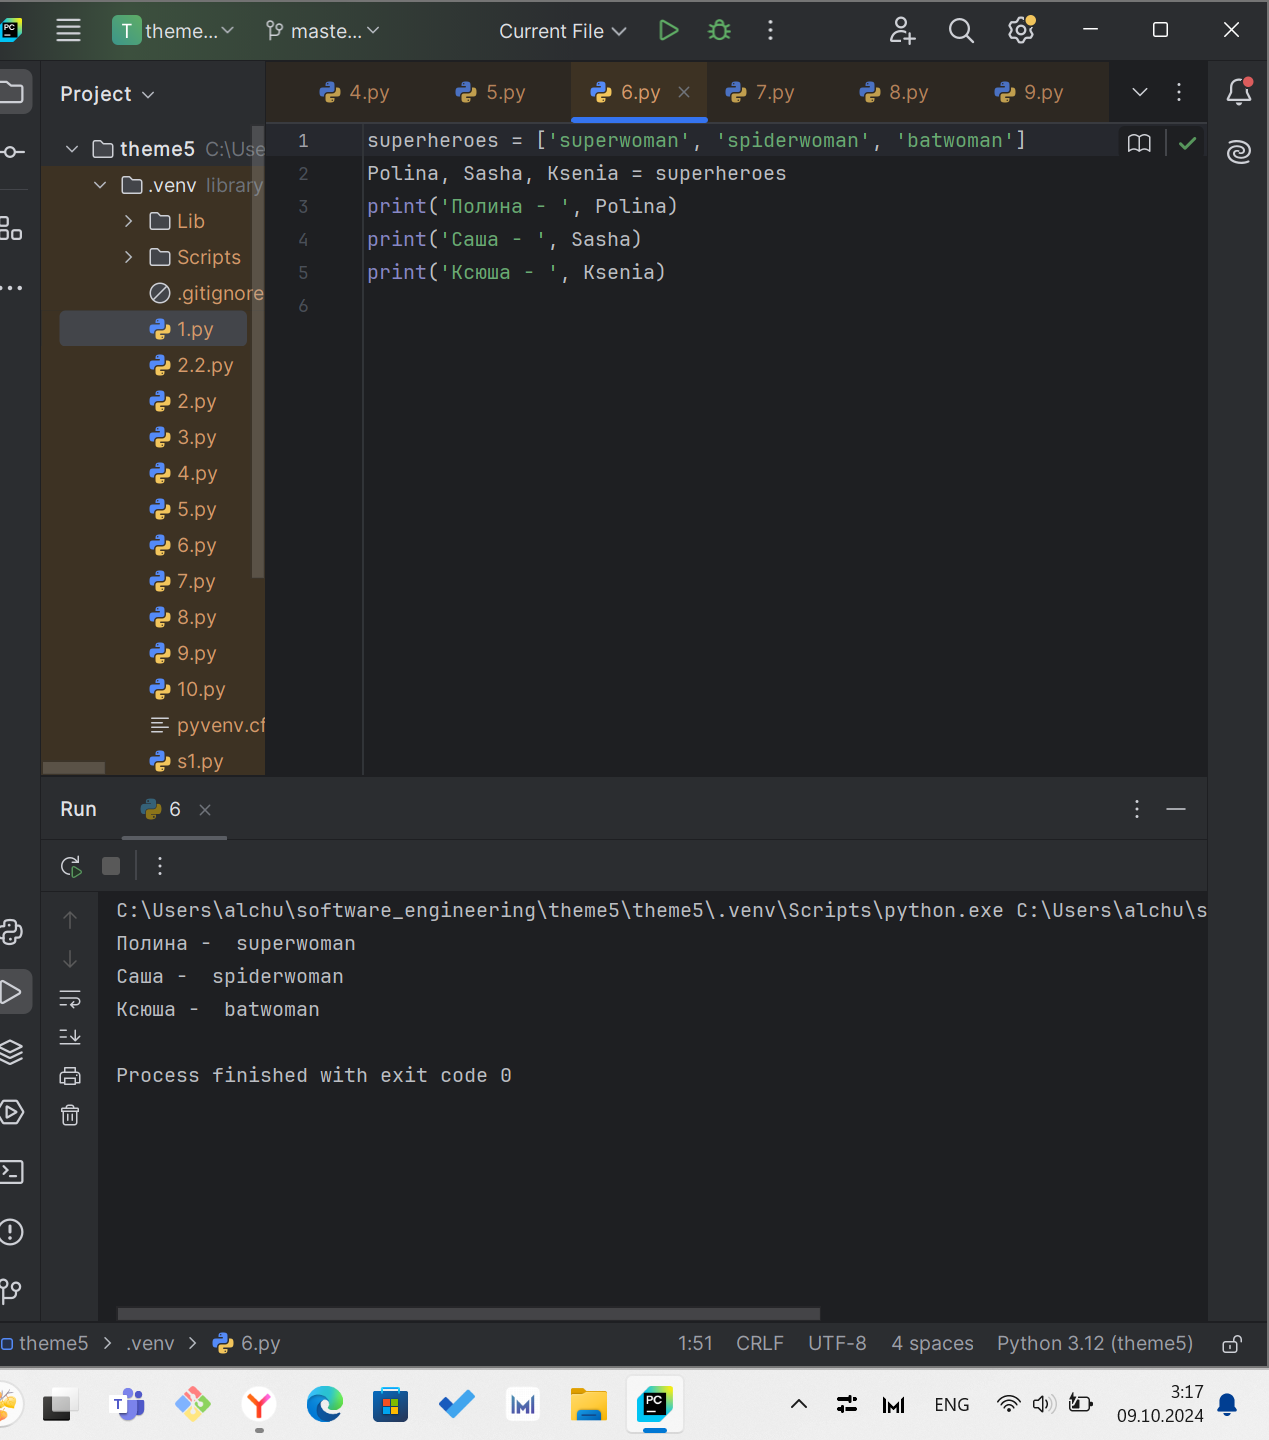 PC T theme... maste... Current File
Project
4.py 5.py 6.py 7.py 8.py 9.py
theme5 C:\Use
.venv library
Lib
Scripts
.gitignore
1.py
2.2.py
2.py
3.py
4.py
5.py
6.py
7.py
8.py
9.py
10.py
pyvenv.cf
s1.py
1 superheroes = ['superwoman', 'spiderwoman', 'batwoman']
2 Polina, Sasha, Ksenia = superheroes
3 print('Полина - ', Polina)
4 print('Саша - ', Sasha)
5 print('Ксюша - ', Ksenia)
6
Run 6
C:\Users\alchu\software_engineering\theme5\theme5\.venv\Scripts\python.exe C:\Users\alchu\s
Полина -  superwoman
Саша -  spiderwoman
Ксюша -  batwoman
Process finished with exit code 0
theme5 > .venv > 6.py 1:51 CRLF UTF-8 4 spaces Python 3.12 (theme5)
ENG 3:17
09.10.2024